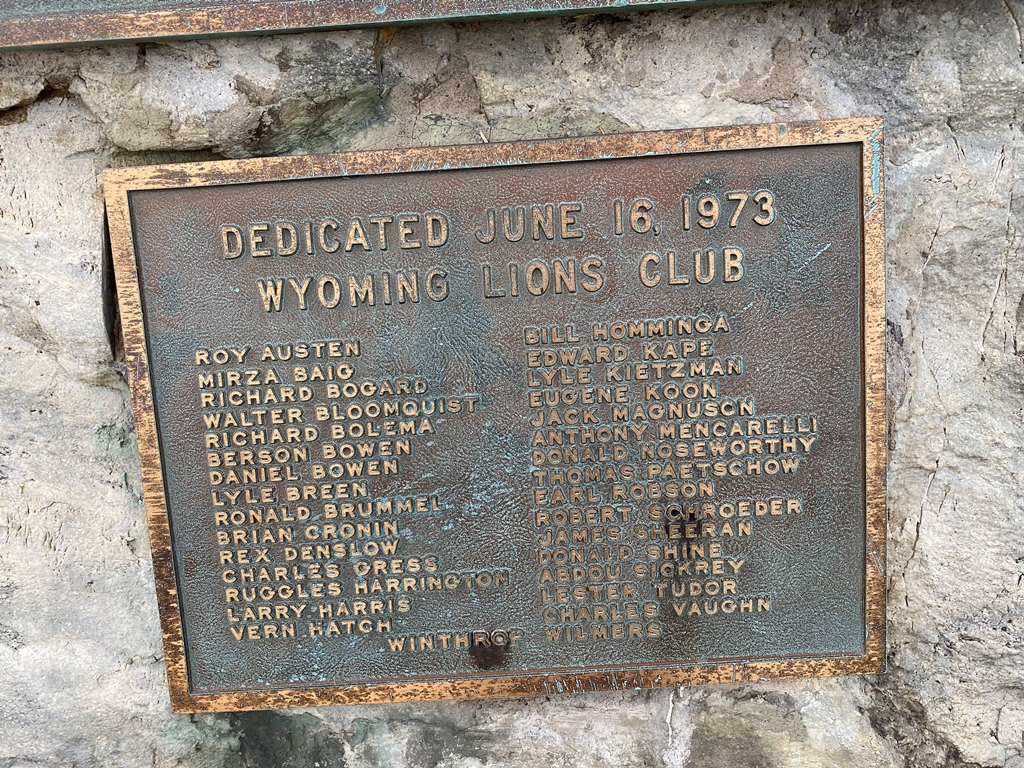 DEDICATED JUNE 16, 1973
WYOMING LIONS CLUB
ROY AUSTEN
MIRZA BAIG
RICHARD BOGARD
WALTER BLOOMQUIST
RICHARD BOLEMA
BERSON BOWEN
DANIEL BOWEN
LYLE BREEN
RONALD BRUMMEL
BRIAN CRONIN
REX DENSLOW
CHARLES GRESS
RUGGLES HARRINGTON
LARRY HARRIS
VERN HATCH
BILL HOMMINGA
EDWARD KAPE
LYLE KIETZMAN
EUGENE KOON
JACK MAGNUSON
ANTHONY MENCARELLI
DONALD NOSEWORTHY
THOMAS PAETSCHOW
EARL ROBSON
ROBERT SCHROEDER
JAMES SHEERAN
DONALD SHINE
ABDOU SICKREY
LESTER TUDOR
CHARLES VAUGHN
WINTHROP WILMERS